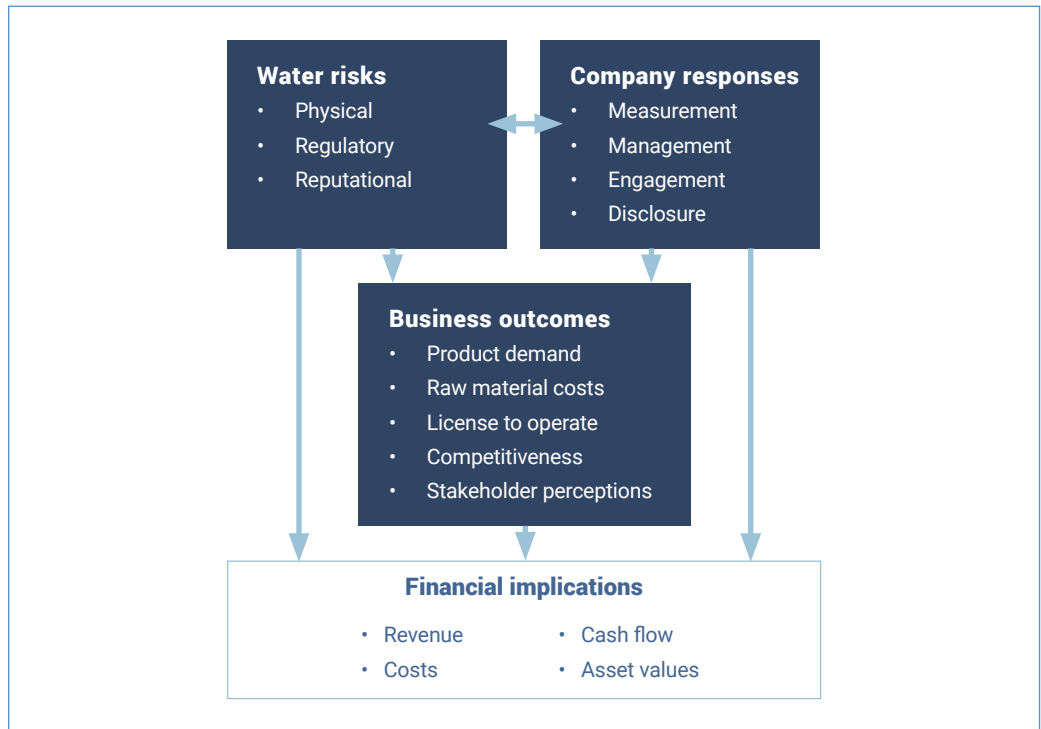 Water risks
• Physical
• Regulatory
• Reputational
Company responses
• Measurement
• Management
• Engagement
• Disclosure
Business outcomes
• Product demand
• Raw material costs
• License to operate
• Competitiveness
• Stakeholder perceptions
Financial implications
• Revenue
• Costs
• Cash flow
• Asset values